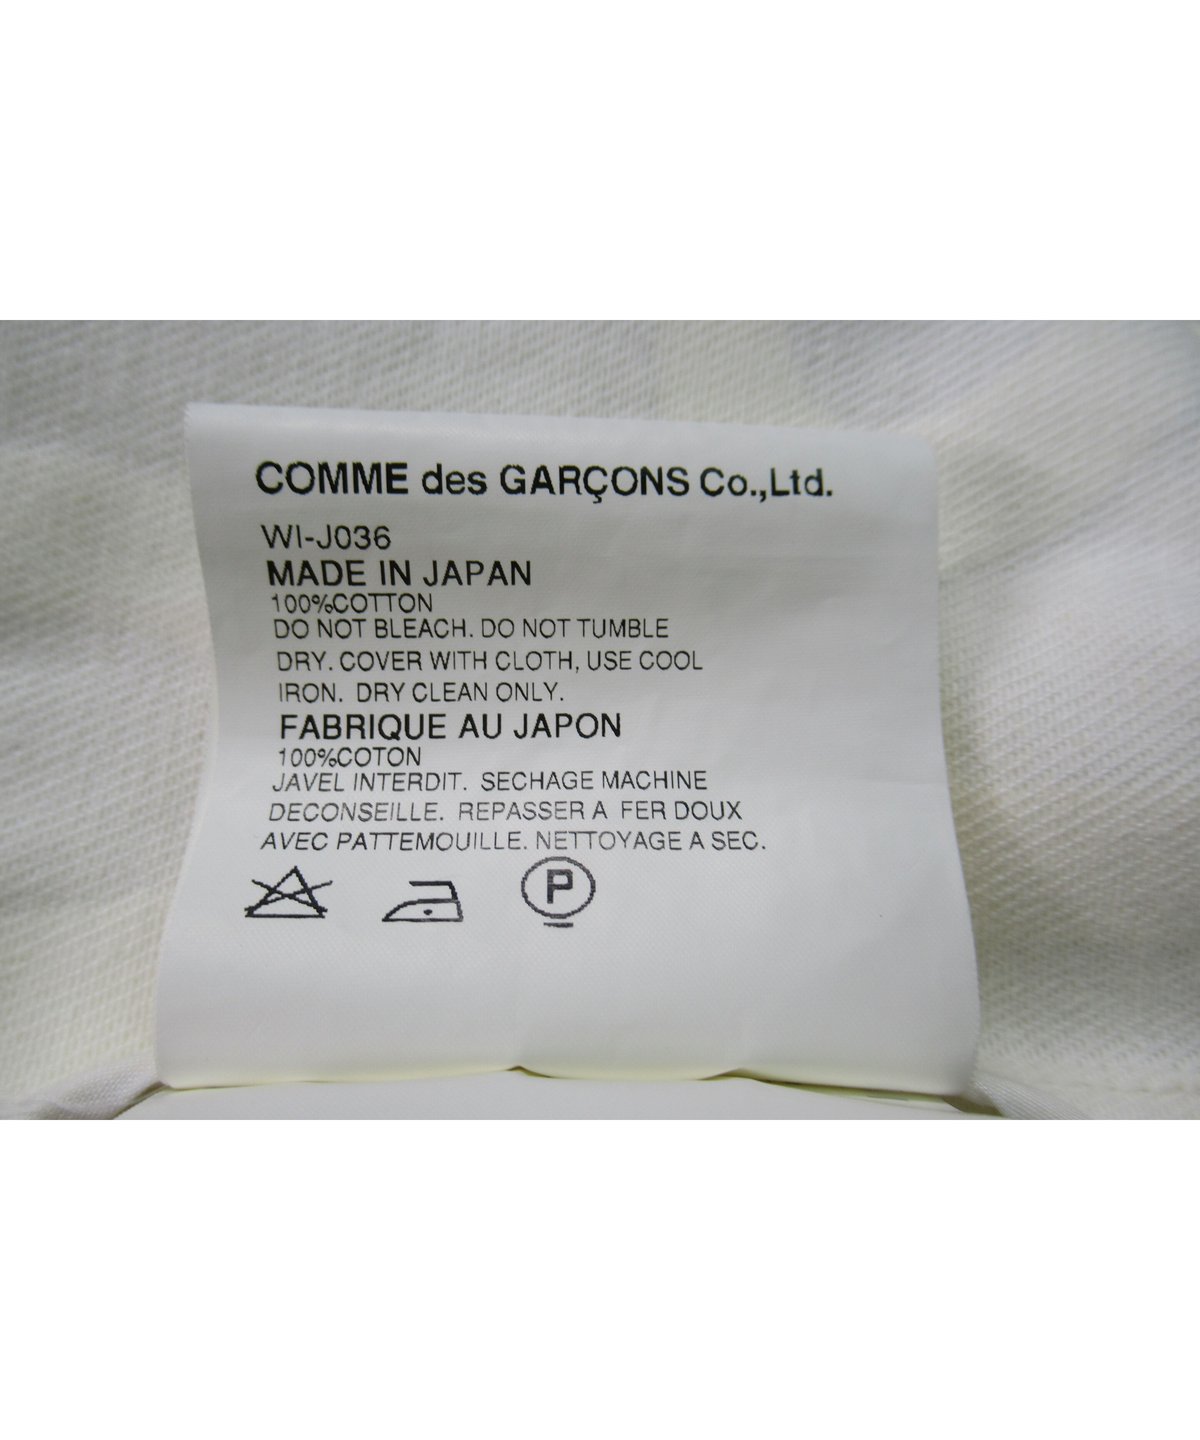 COMME des GARÇONS Co.,Ltd.
WI-J036
MADE IN JAPAN
100%COTTON
DO NOT BLEACH. DO NOT TUMBLE
DRY. COVER WITH CLOTH, USE COOL
IRON. DRY CLEAN ONLY.
FABRIQUE AU JAPON
100%COTON
JAVEL INTERDIT. SECHAGE MACHINE
DECONSEILLE. REPASSER A FER DOUX
AVEC PATTEMOUILLE. NETTOYAGE A SEC.
P